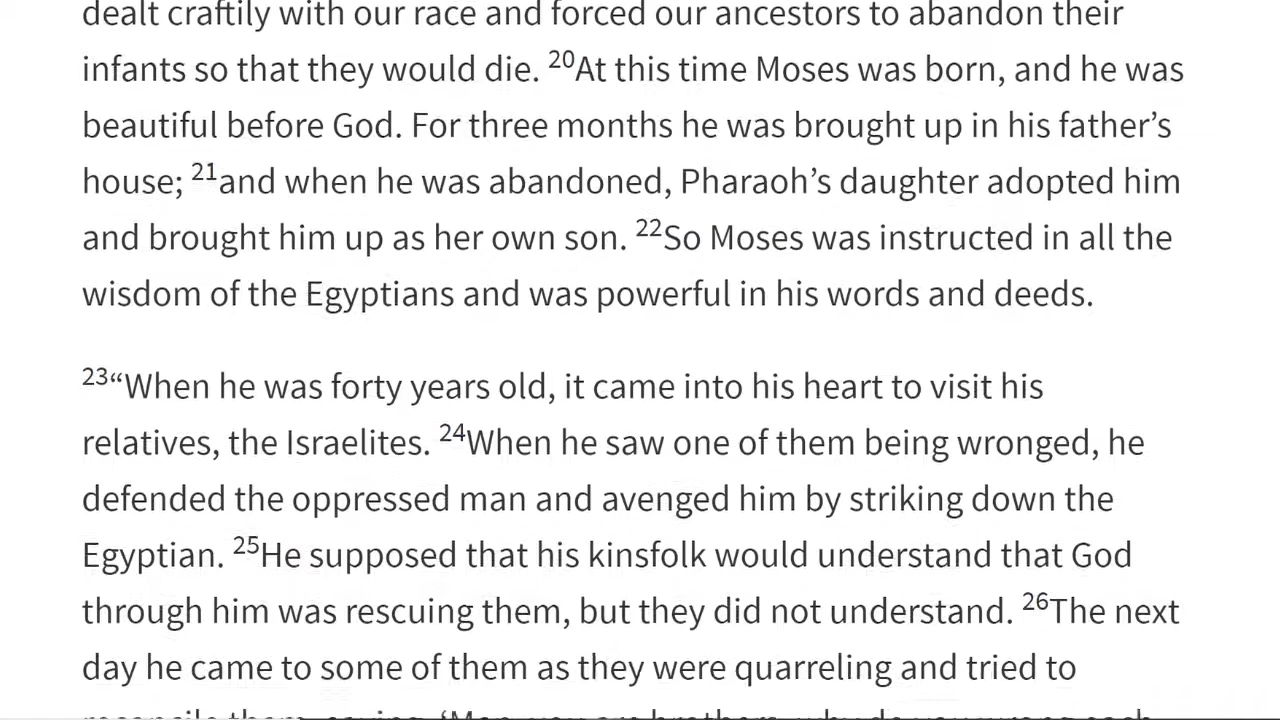 dealt craftily with our race and forced our ancestors to abandon their
infants so that they would die. 20At this time Moses was born, and he was
beautiful before God. For three months he was brought up in his father’s
house; 21and when he was abandoned, Pharaoh’s daughter adopted him
and brought him up as her own son. 22So Moses was instructed in all the
wisdom of the Egyptians and was powerful in his words and deeds.
23“When he was forty years old, it came into his heart to visit his
relatives, the Israelites. 24When he saw one of them being wronged, he
defended the oppressed man and avenged him by striking down the
Egyptian. 25He supposed that his kinsfolk would understand that God
through him was rescuing them, but they did not understand. 26The next
day he came to some of them as they were quarreling and tried to